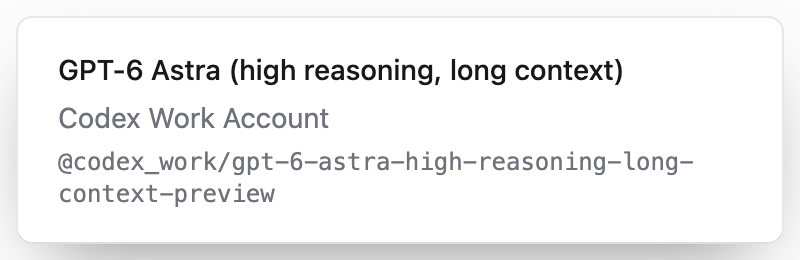 GPT-6 Astra (high reasoning, long context)
Codex Work Account
@codex_work/gpt-6-astra-high-reasoning-long-
context-preview